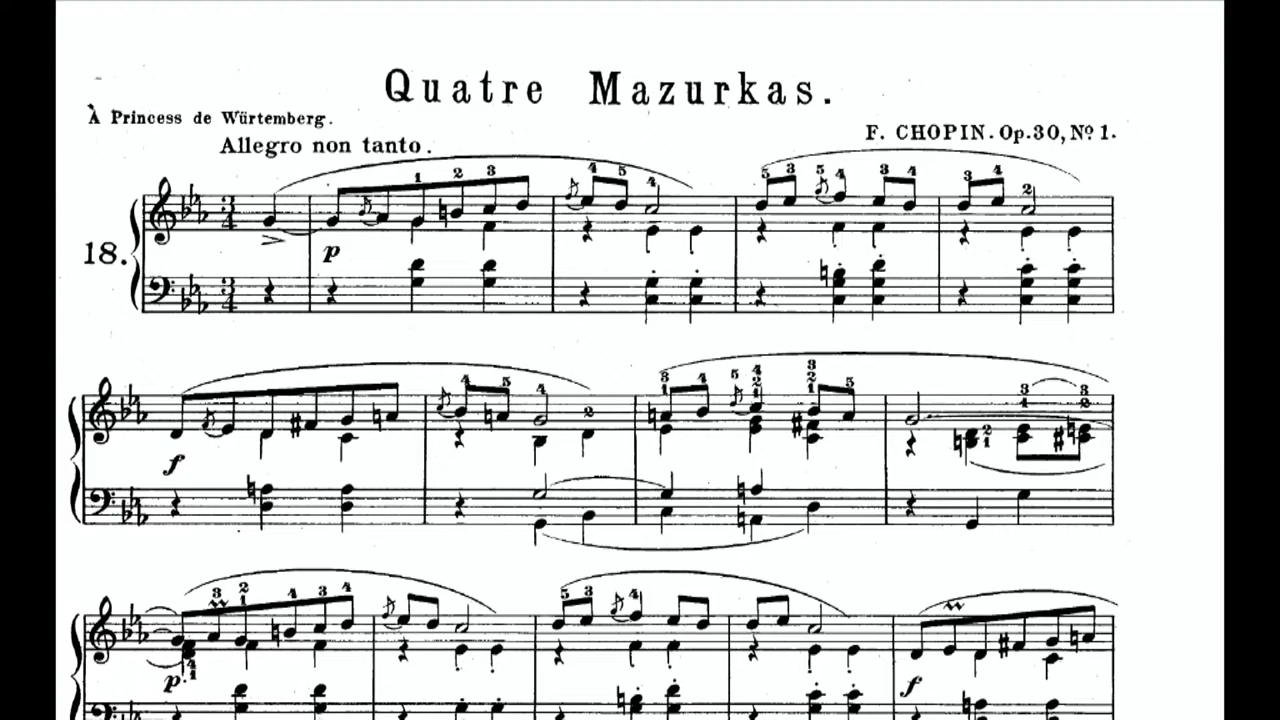 Quatre Mazurkas.
À Princess de Würtemberg.
Allegro non tanto.
F. CHOPIN. Op. 30, Nº 1.
18.
p
f
p
f